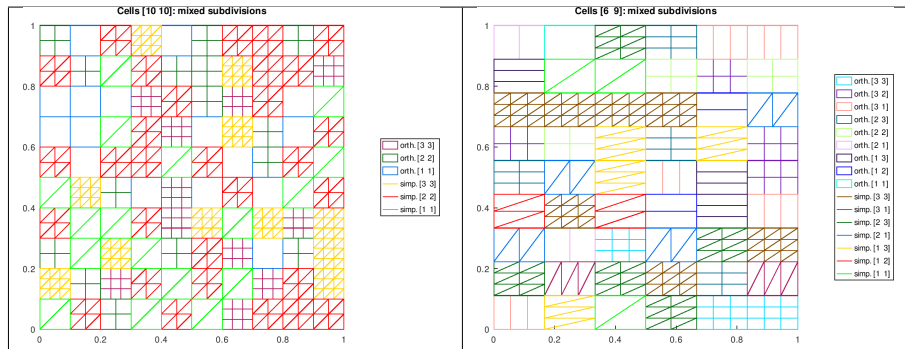 Cells [10 10]: mixed subdivisions
1
0.8
0.6
0.4
0.2
0
0 0.2 0.4 0.6 0.8 1
orth. [3 3]
orth. [2 2]
orth. [1 1]
simp. [3 3]
simp. [2 2]
simp. [1 1]
Cells [6 9]: mixed subdivisions
1
0.8
0.6
0.4
0.2
0
0 0.2 0.4 0.6 0.8 1
orth. [3 3]
orth. [3 2]
orth. [3 1]
orth. [2 3]
orth. [2 2]
orth. [2 1]
orth. [1 3]
orth. [1 2]
orth. [1 1]
simp. [3 3]
simp. [3 1]
simp. [2 3]
simp. [2 1]
simp. [1 3]
simp. [1 2]
simp. [1 1]